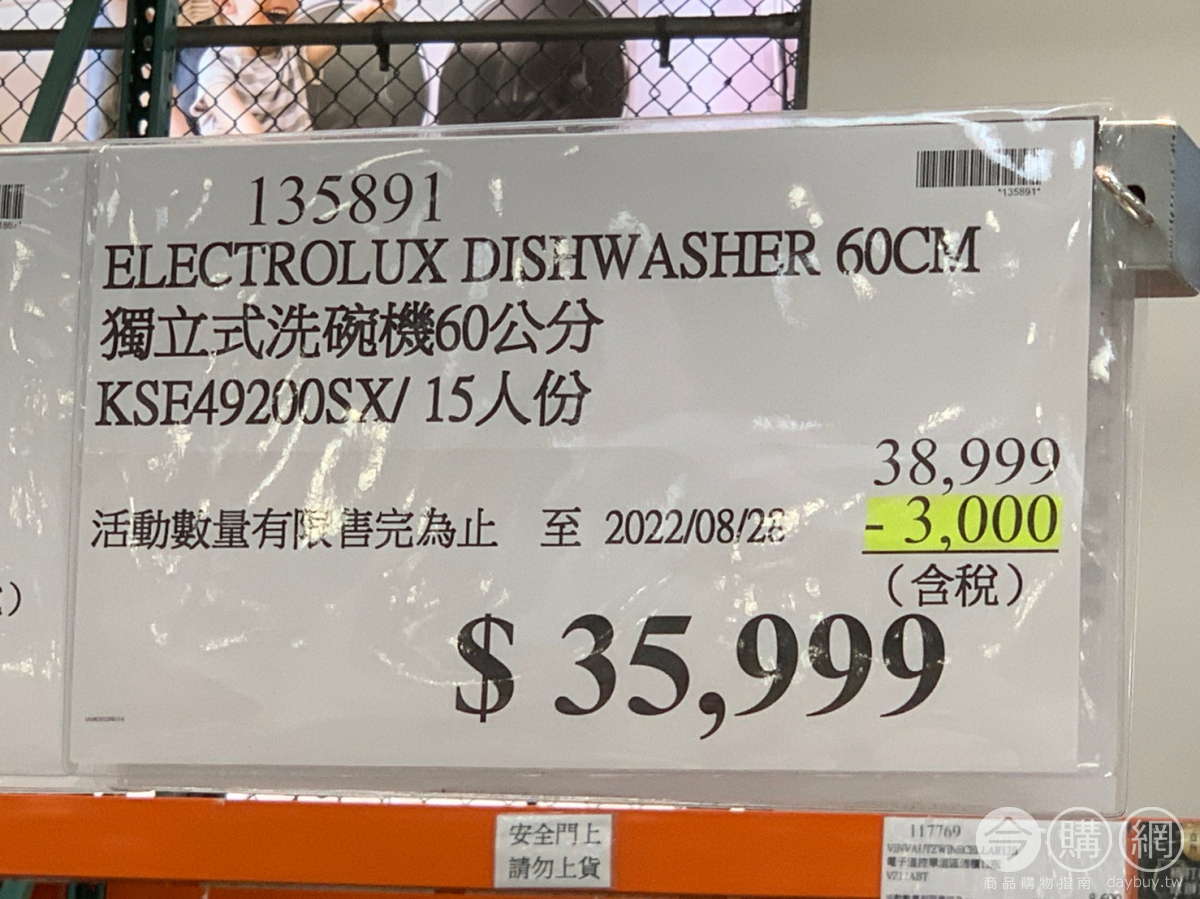 135891
*135891*
ELECTROLUX DISHWASHER 60CM
獨立式洗碗機60公分
KSE49200SX/ 15人份
38,999
- 3,000
活動數量有限售完為止 至 2022/08/28
(含稅)
$ 35,999
安全門上
請勿上貨
117769
今購網
商品購物指南 daybuy.tw